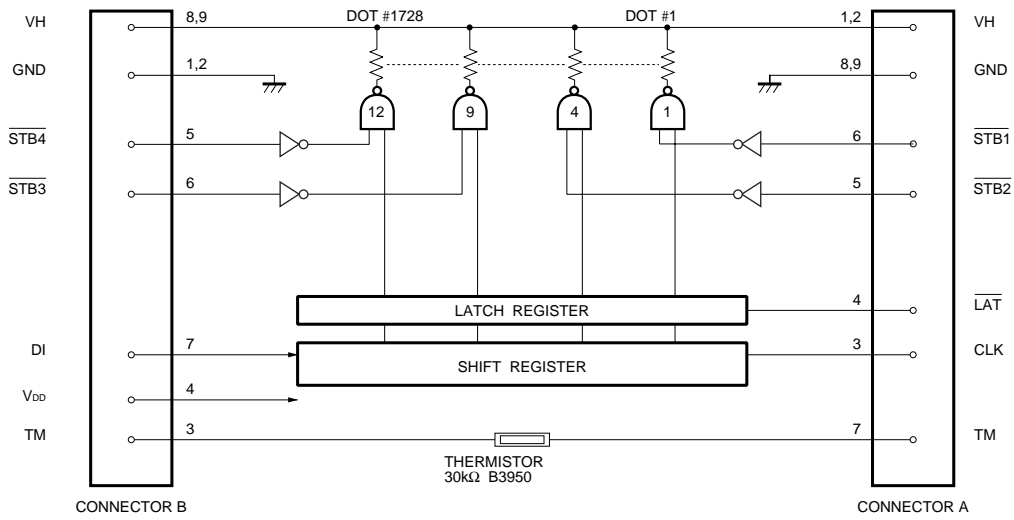 VH 8,9 DOT #1728 DOT #1 1,2 VH
GND 1,2 8,9 GND
12 9 4 1
STB4 5 6 STB1
STB3 6 5 STB2
LATCH REGISTER 4 LAT
DI 7 SHIFT REGISTER 3 CLK
VDD 4
TM 3 7 TM
THERMISTOR
30kΩ B3950
CONNECTOR B CONNECTOR A